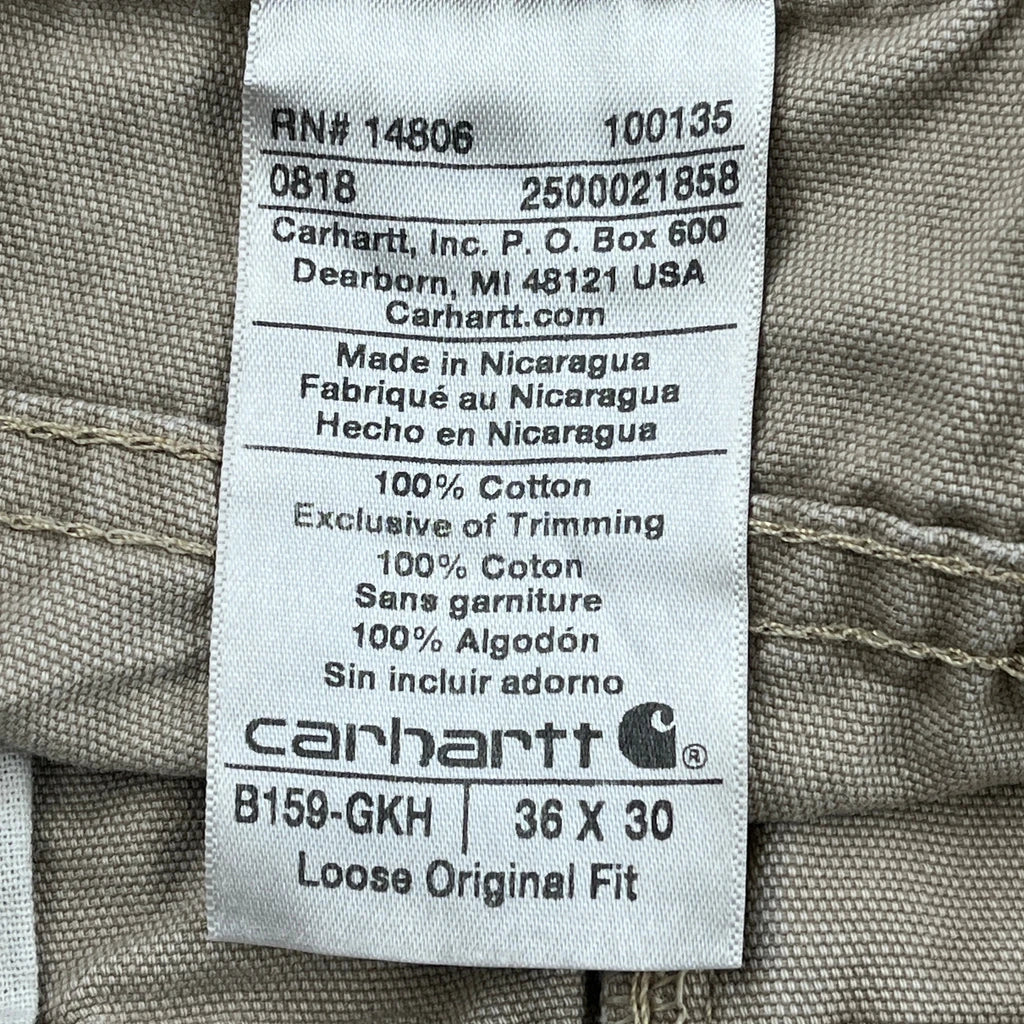 RN# 14806 100135
0818 2500021858
Carhartt, Inc. P. O. Box 600
Dearborn, MI 48121 USA
Carhartt.com
Made in Nicaragua
Fabriqué au Nicaragua
Hecho en Nicaragua
100% Cotton
Exclusive of Trimming
100% Coton
Sans garniture
100% Algodón
Sin incluir adorno
carhartt ®
B159-GKH 36 X 30
Loose Original Fit